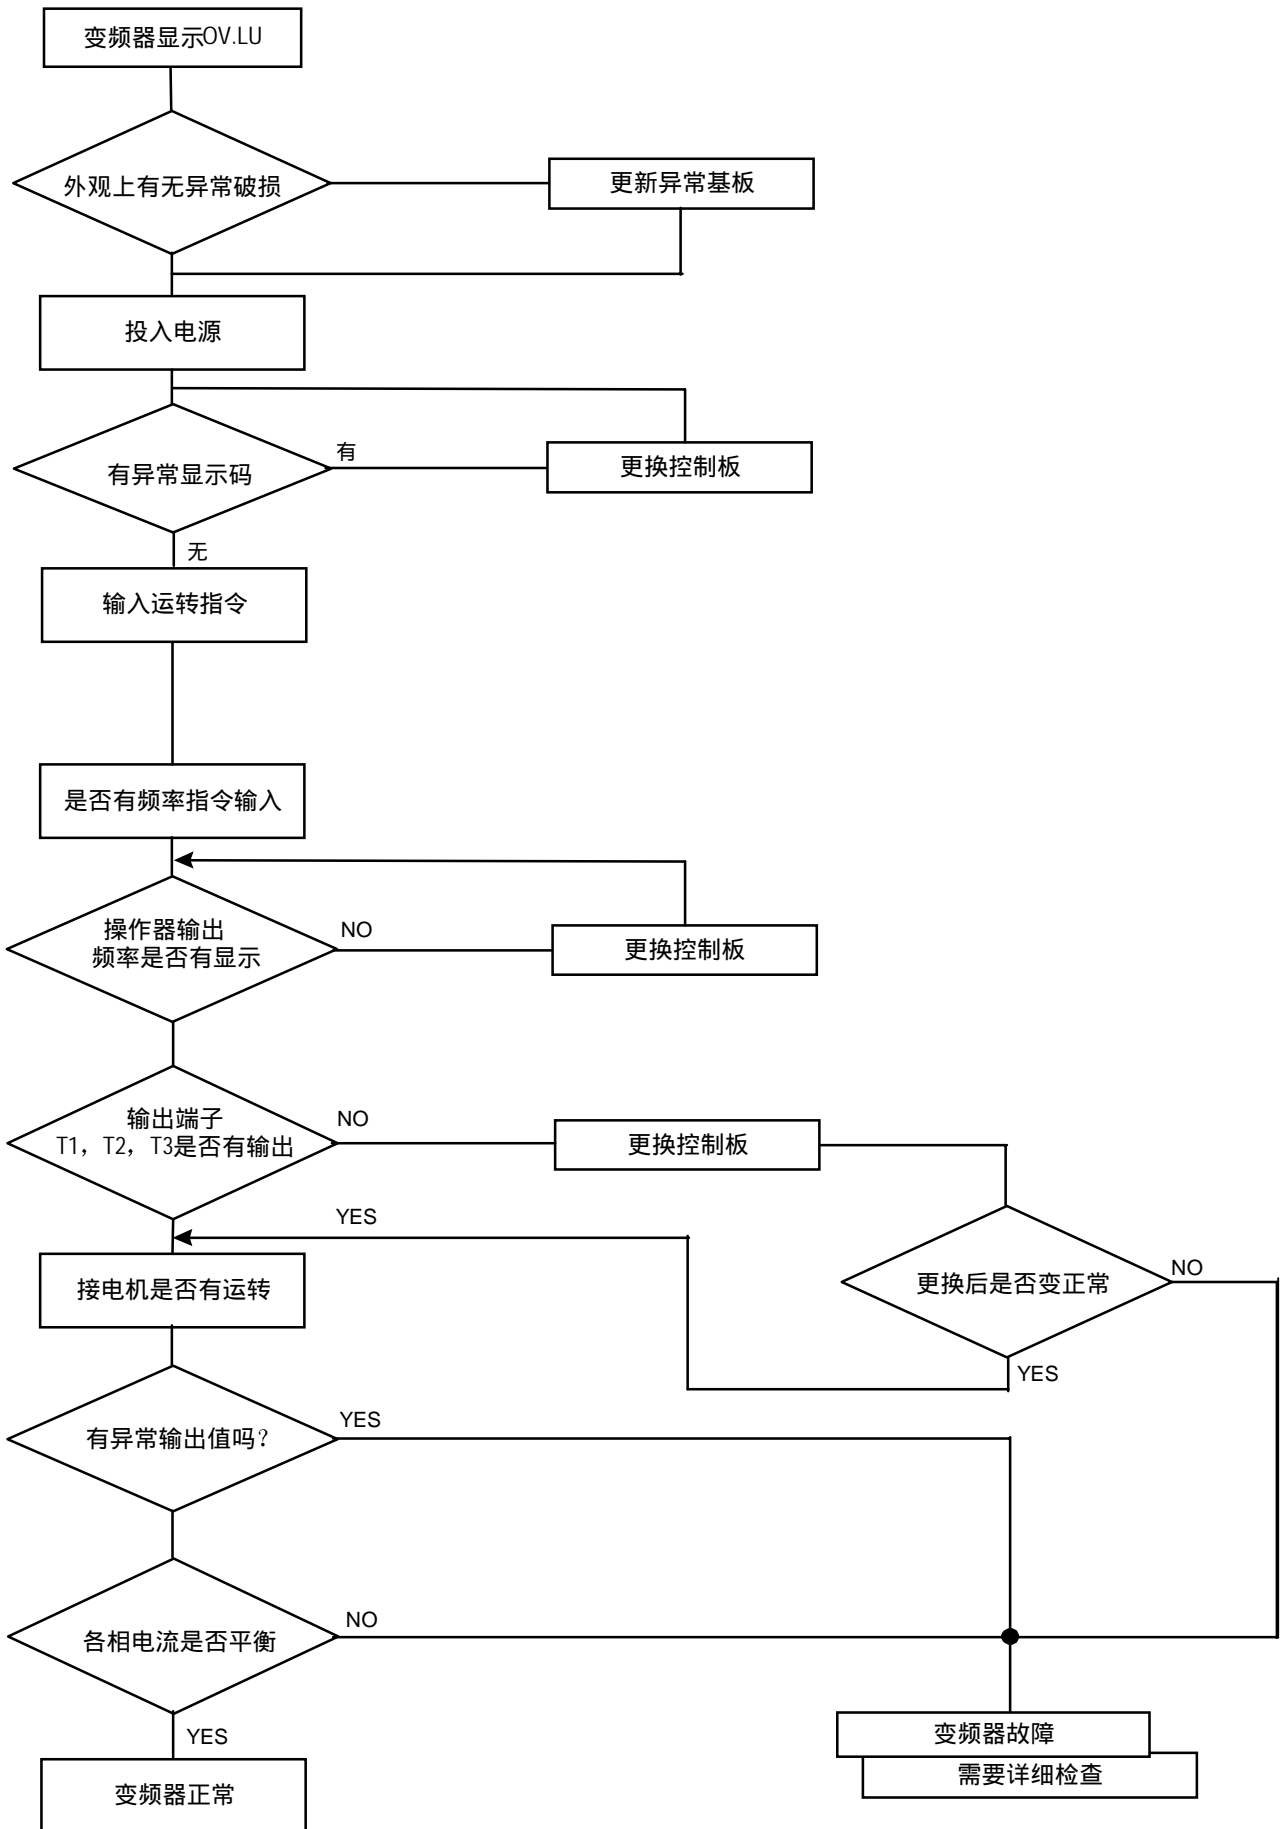 变频器显示OV.LU
外观上有无异常破损
更新异常基板
投入电源
有异常显示码
有
更换控制板
无
输入运转指令
是否有频率指令输入
操作器输出
频率是否有显示
NO
更换控制板
输出端子
T1，T2，T3是否有输出
NO
更换控制板
YES
接电机是否有运转
更换后是否变正常
NO
YES
有异常输出值吗?
YES
各相电流是否平衡
NO
YES
变频器故障
需要详细检查
变频器正常